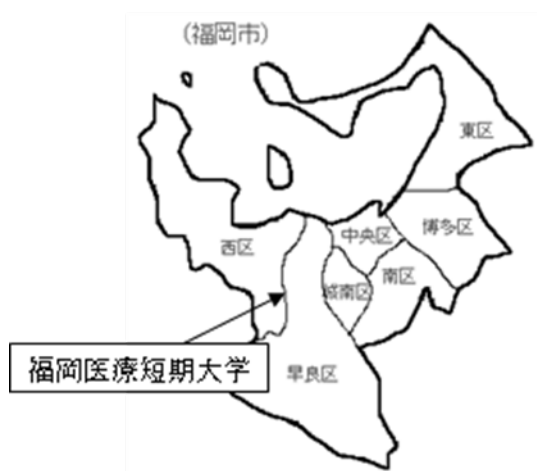 (福岡市)
東区
博多区
中央区
西区
城南区
南区
福岡医療短期大学
早良区